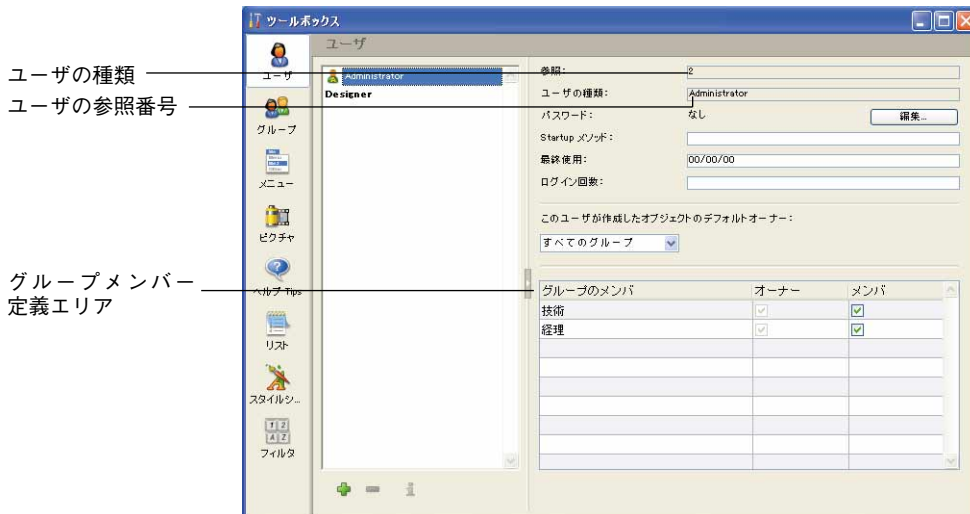 ツールボックス
ユーザ
ユーザの種類
ユーザの参照番号
グループメンバー
定義エリア
ユーザ
グループ
メニュー
ピクチャ
ヘルプ Tips
リスト
スタイルシ...
フィルタ
Administrator
Designer
参照:
2
ユーザの種類:
Administrator
パスワード:
なし
編集...
Startup メソッド:
最終使用:
00/00/00
ログイン回数:
このユーザが作成したオブジェクトのデフォルトオーナー:
すべてのグループ
グループのメンバ
オーナー
メンバ
技術
経理